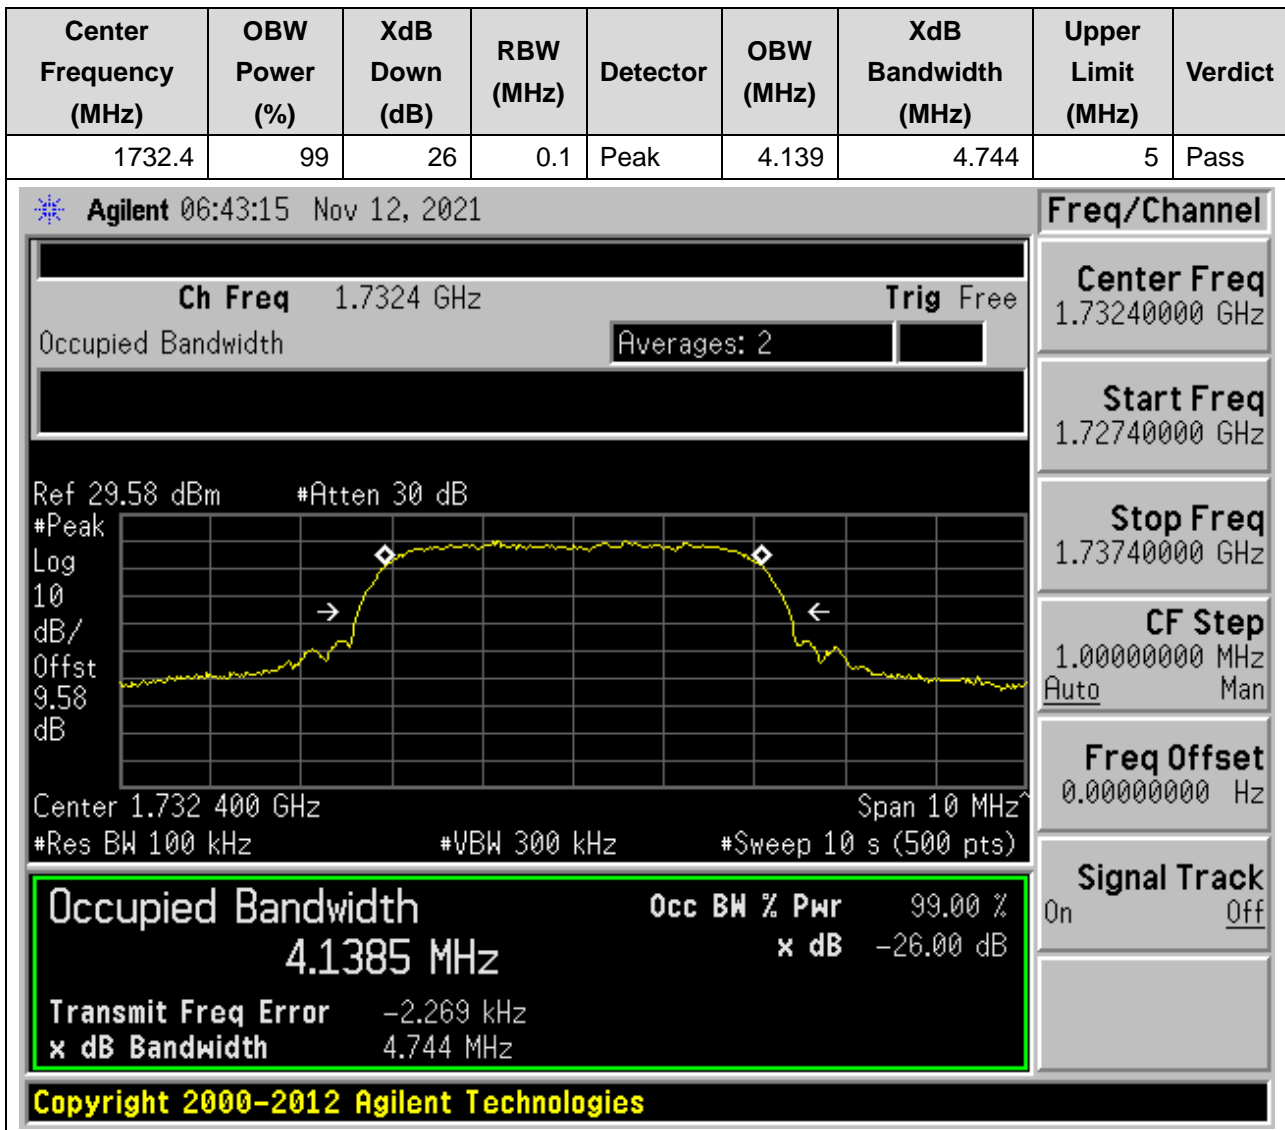 Center Frequency (MHz) OBW Power (%) XdB Down (dB) RBW (MHz) Detector OBW (MHz) XdB Bandwidth (MHz) Upper Limit (MHz) Verdict
1732.4 99 26 0.1 Peak 4.139 4.744 5 Pass
Agilent 06:43:15 Nov 12, 2021
Freq/Channel
Ch Freq 1.7324 GHz Trig Free
Occupied Bandwidth Averages: 2
Center Freq
1.73240000 GHz
Start Freq
1.72740000 GHz
Stop Freq
1.73740000 GHz
CF Step
1.00000000 MHz
Auto Man
Freq Offset
0.00000000 Hz
Signal Track
On Off
Ref 29.58 dBm #Atten 30 dB
#Peak
Log
10
dB/
Offst
9.58
dB
Center 1.732 400 GHz Span 10 MHz^
#Res BW 100 kHz #VBW 300 kHz #Sweep 10 s (500 pts)
Occupied Bandwidth Occ BW % Pwr 99.00 %
4.1385 MHz x dB -26.00 dB
Transmit Freq Error -2.269 kHz
x dB Bandwidth 4.744 MHz
Copyright 2000-2012 Agilent Technologies